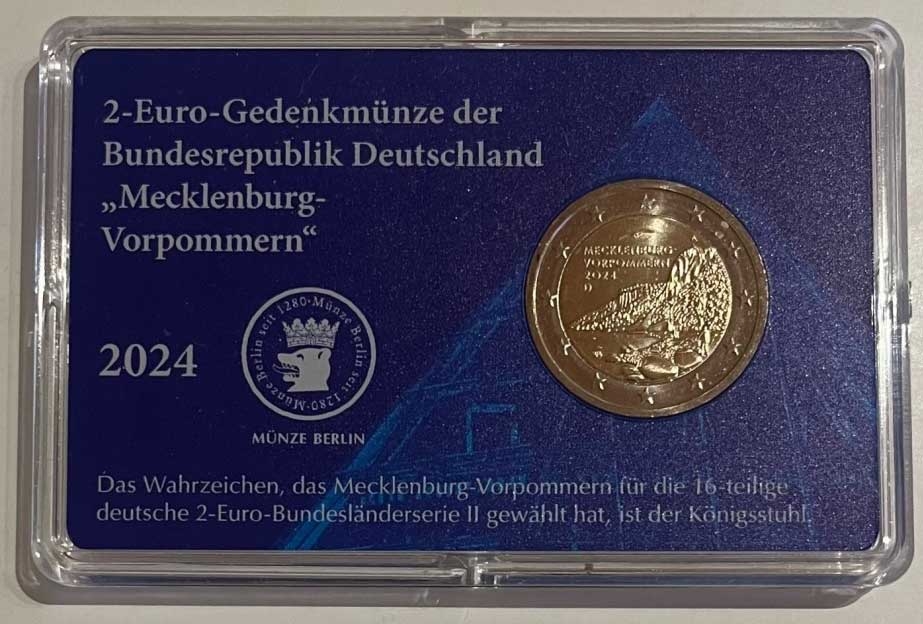 2-Euro-Gedenkmünze der
Bundesrepublik Deutschland
„Mecklenburg-
Vorpommern“
2024
Münze Berlin seit 1280·Münze Berlin seit 1280·
MÜNZE BERLIN
MECKLENBURG-
VORPOMMERN
2024
D
Das Wahrzeichen, das Mecklenburg-Vorpommern für die 16-teilige
deutsche 2-Euro-Bundesländerserie II gewählt hat, ist der Königsstuhl.